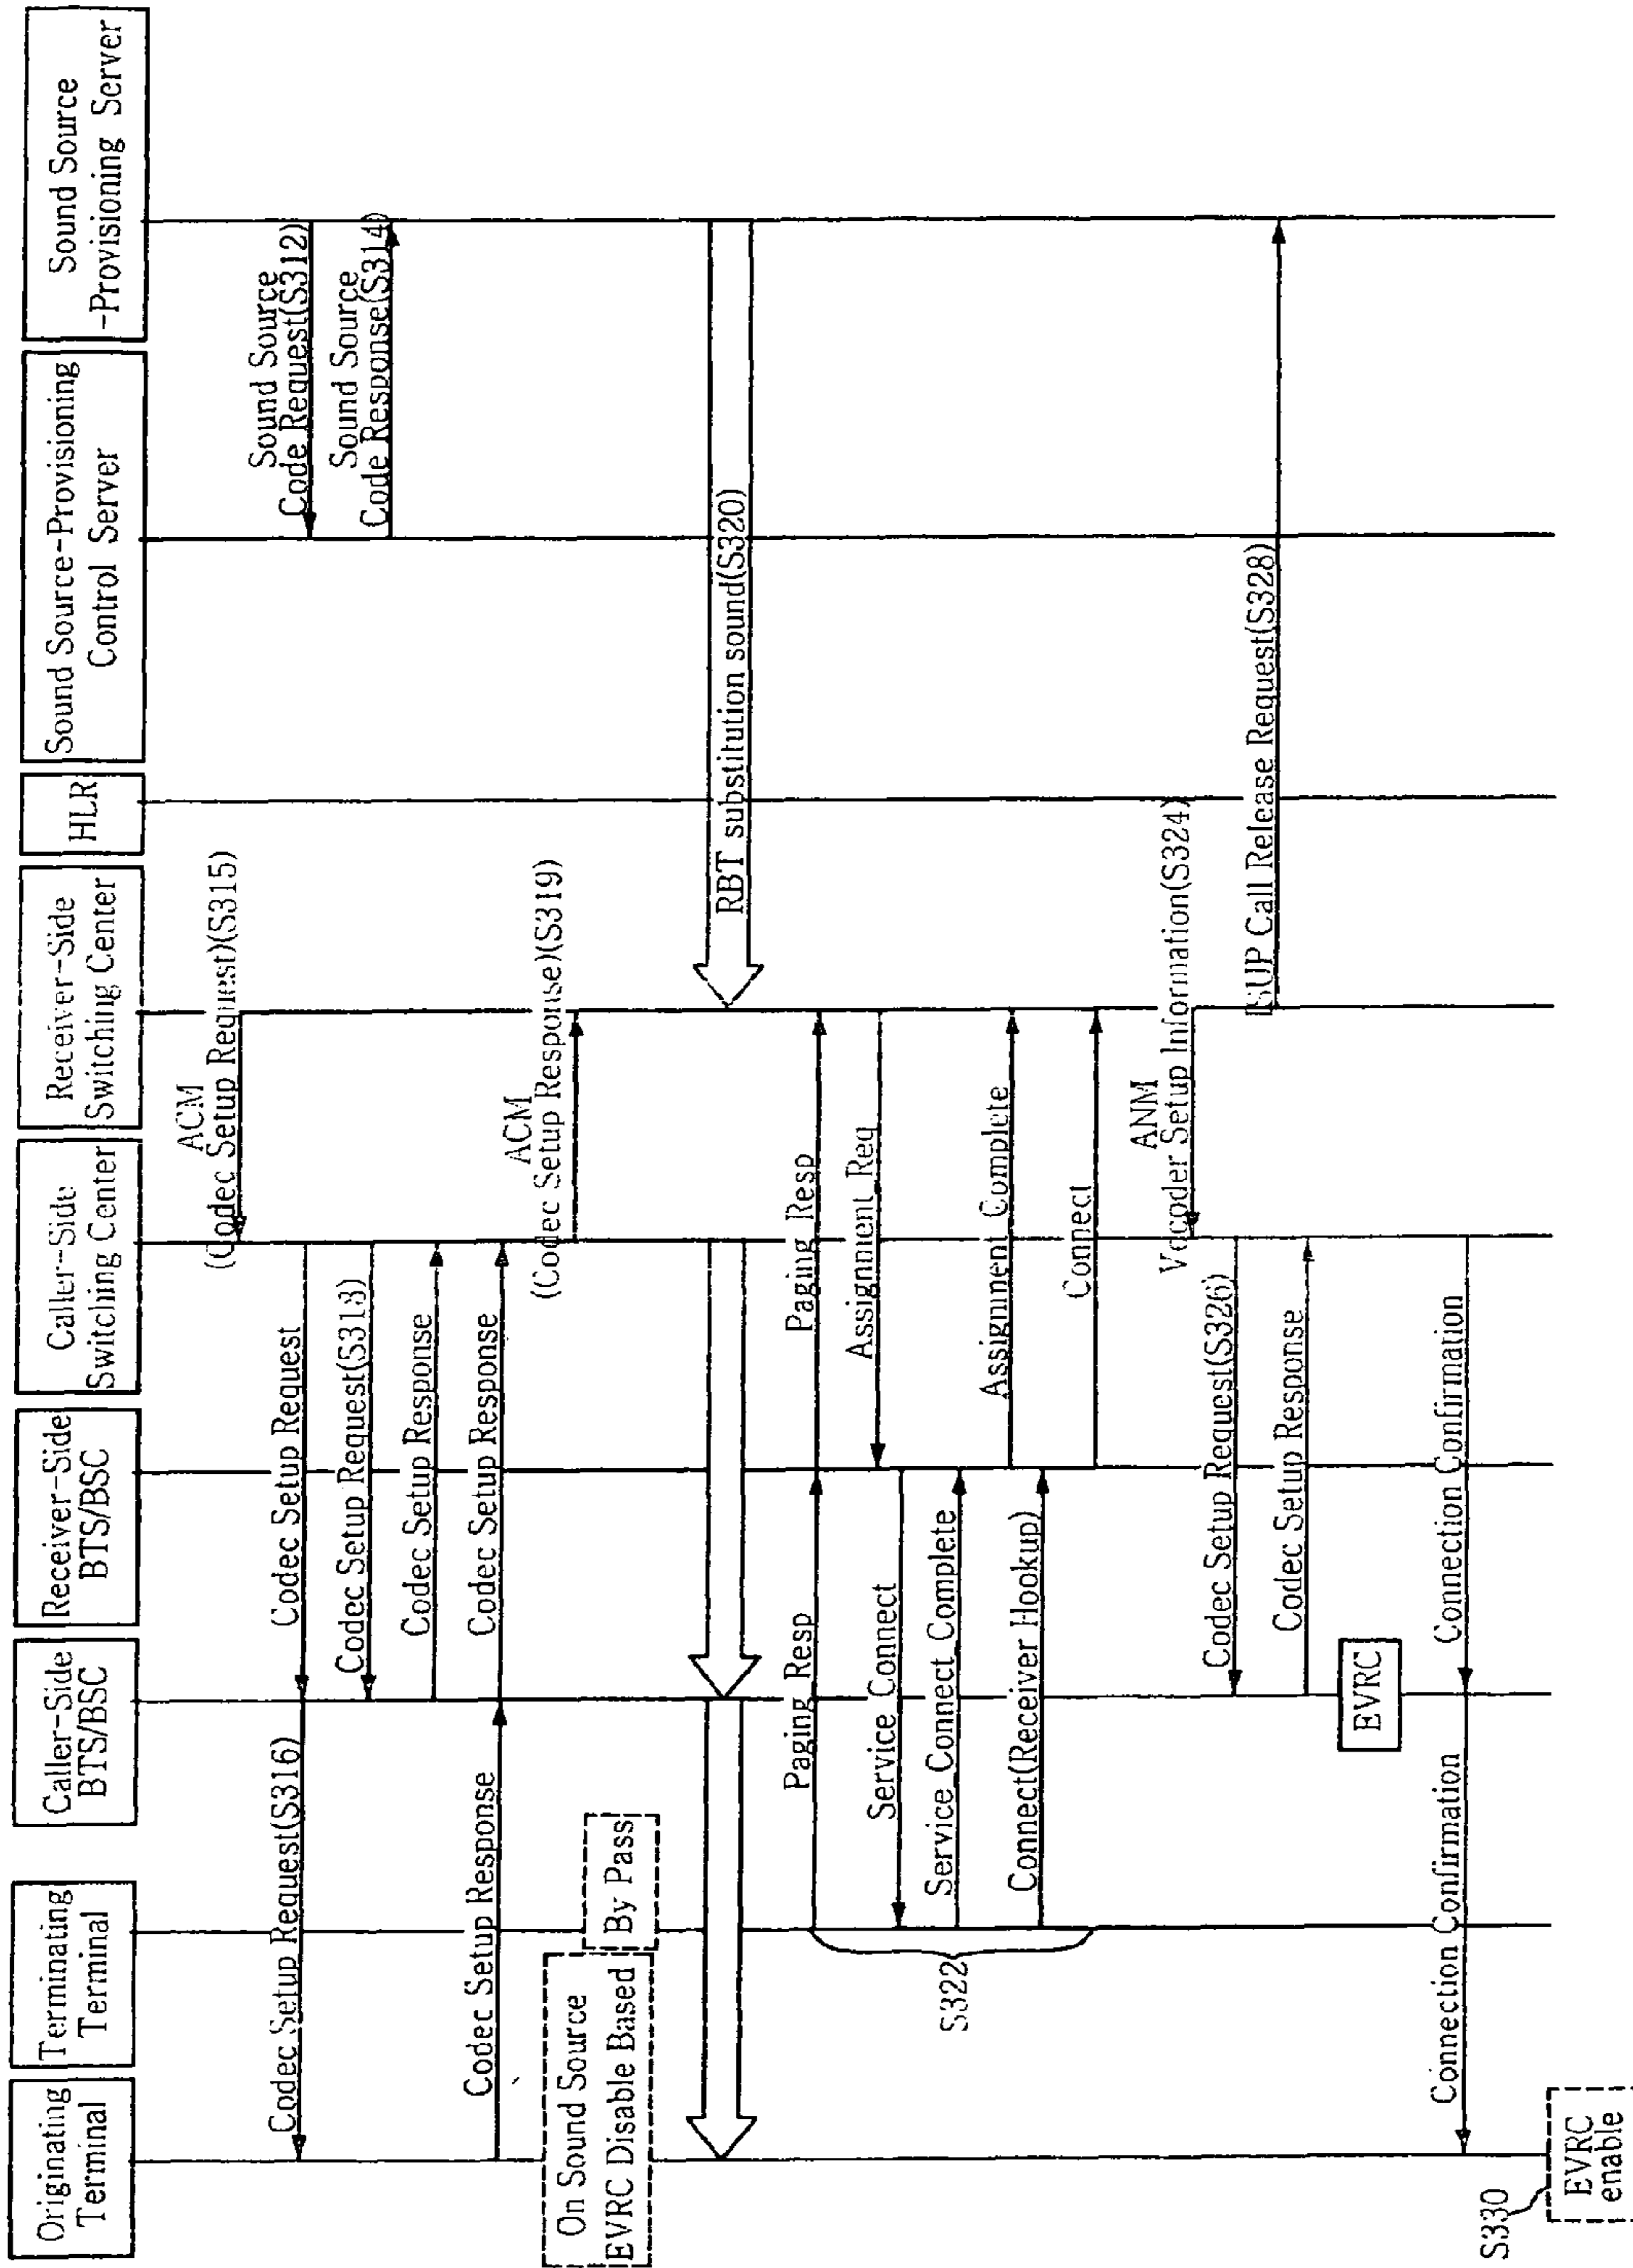 Originating
Terminal
Terminating
Terminal
Caller-Side
BTS/BSC
Receiver-Side
BTS/BSC
Caller-Side
Switching Center
Receiver-Side
Switching Center
HLR
Sound Source-Provisioning
Control Server
Sound Source
-Provisioning Server
ACM
(Codec Setup Request)(S315)
Sound Source
Code Request(S312)
Codec Setup Request
Codec Setup Request(S316)
Codec Setup Request(S318)
Sound Source
Code Response(S314)
Codec Setup Response
Codec Setup Response
Codec Setup Response
ACM
(Codec Setup Response)(S319)
On Sound Source
EVRC Disable Based
By Pass
RBT substitution sound(S320)
Paging Resp
Paging Resp
Assignment Req
Service Connect
Service Connect Complete
Assignment Complete
Connect(Receiver Hookup)
Connect
S322
ANM
Vocoder Setup Information(S324)
Codec Setup Request(S326)
ISUP Call Release Request(S328)
Codec Setup Response
EVRC
Connection Confirmation
Connection Confirmation
S330
EVRC
enable